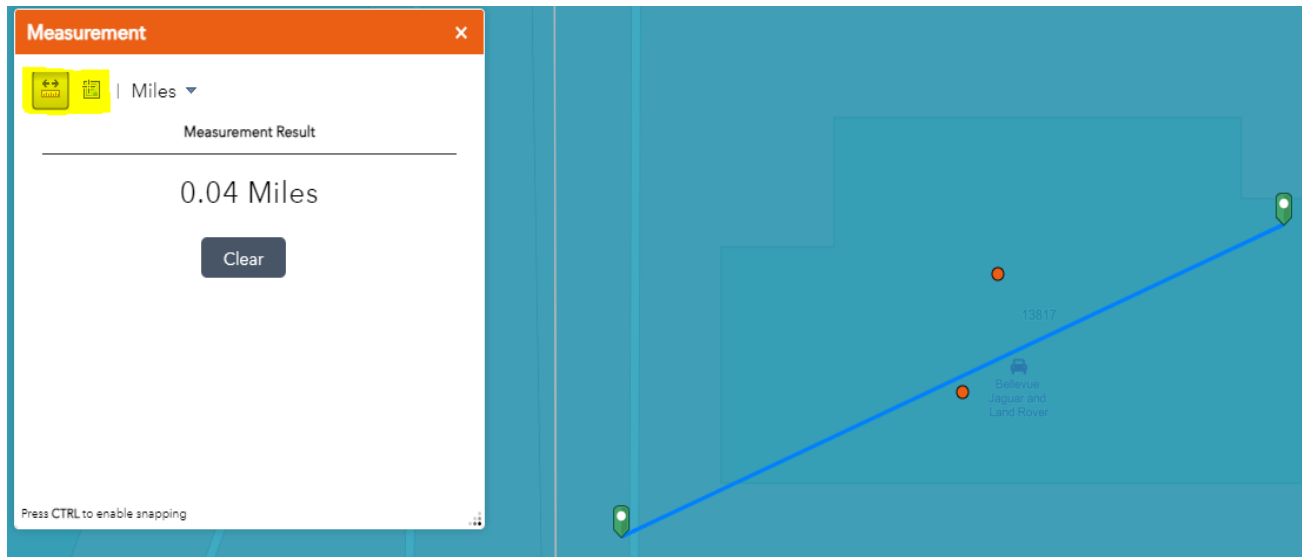 Measurement ×
| Miles ▼
Measurement Result
0.04 Miles
Clear
Press CTRL to enable snapping
13817
Bellevue
Jaguar and
Land Rover